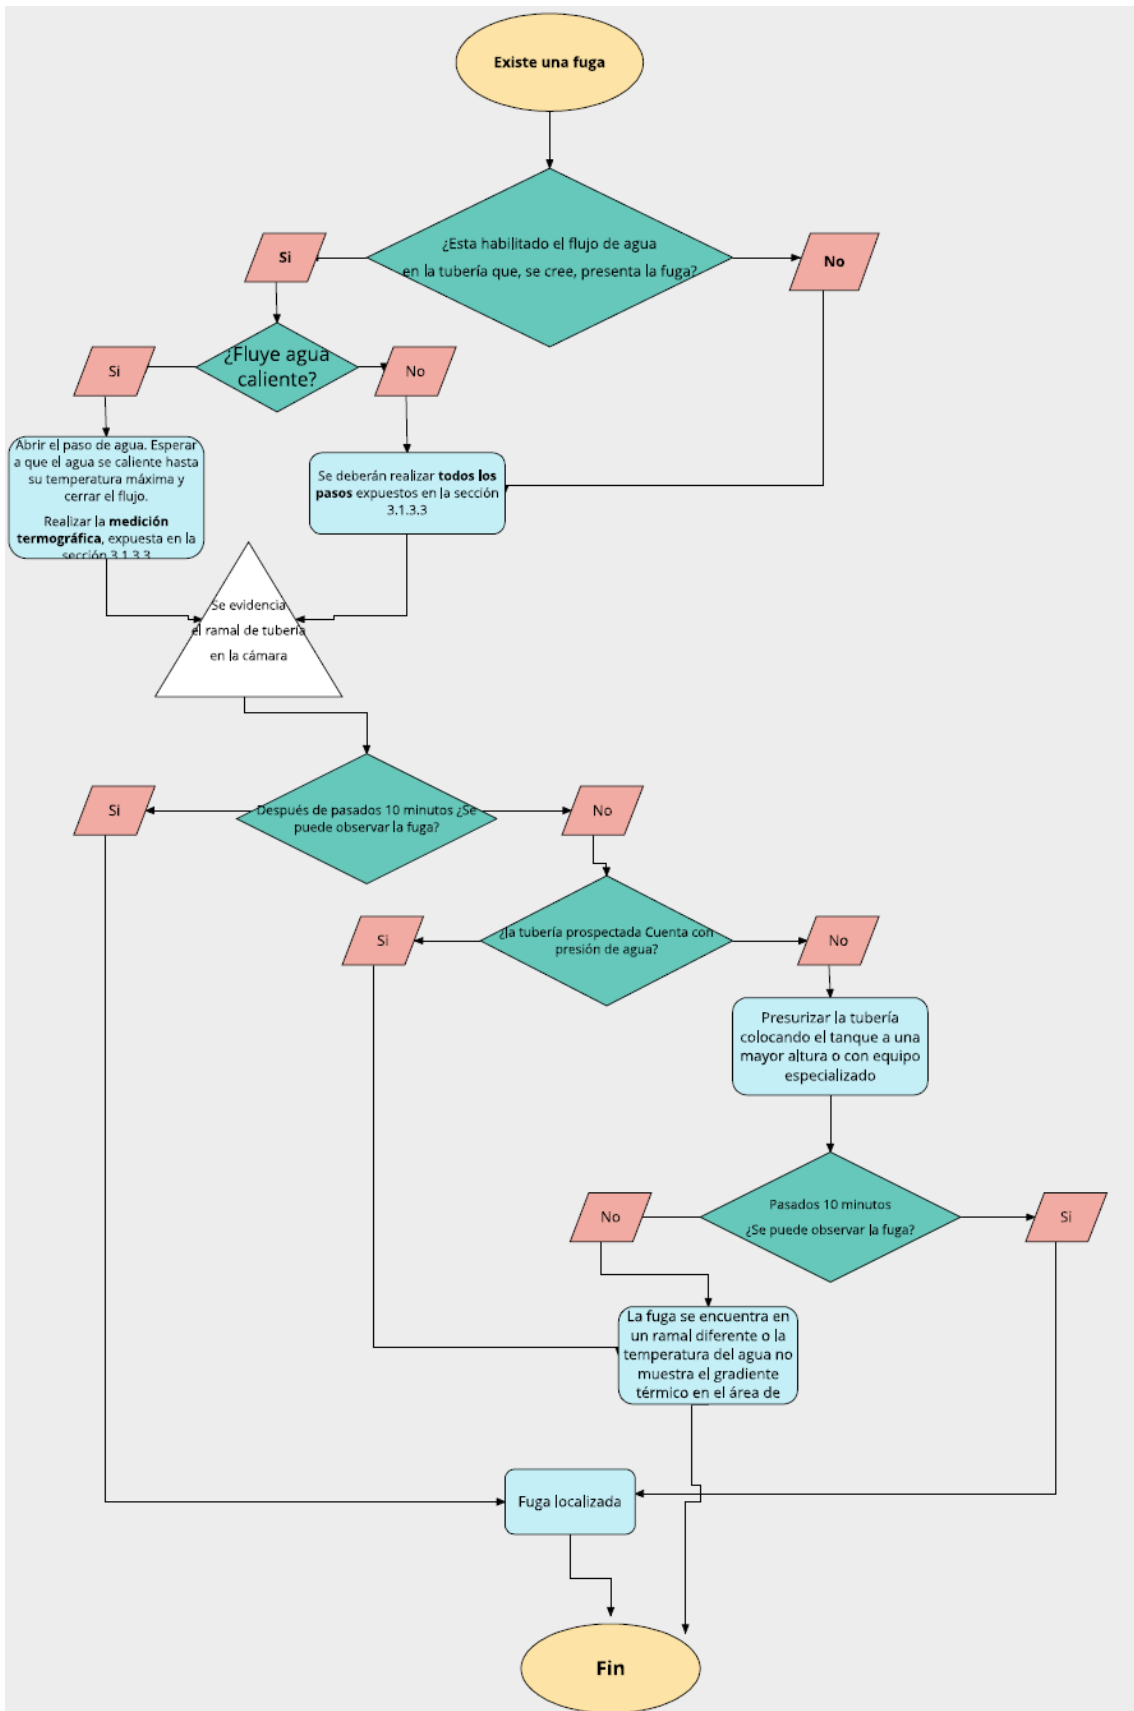 Existe una fuga
¿Esta habilitado el flujo de agua
en la tubería que, se cree, presenta la fuga?
Si
No
¿Fluye agua
caliente?
Si
No
Abrir el paso de agua. Esperar
a que el agua se caliente hasta
su temperatura máxima y
cerrar el flujo.
Realizar la medición
termográfica, expuesta en la
sección 3.1.3.3
Se deberán realizar todos los
pasos expuestos en la sección
3.1.3.3
Se evidencia
el ramal de tubería
en la cámara
Si
Después de pasados 10 minutos ¿Se
puede observar la fuga?
No
Si
¿la tubería prospectada Cuenta con
presión de agua?
No
Presurizar la tubería
colocando el tanque a una
mayor altura o con equipo
especializado
No
Pasados 10 minutos
¿Se puede observar la fuga?
Si
La fuga se encuentra en
un ramal diferente o la
temperatura del agua no
muestra el gradiente
térmico en el área de
Fuga localizada
Fin